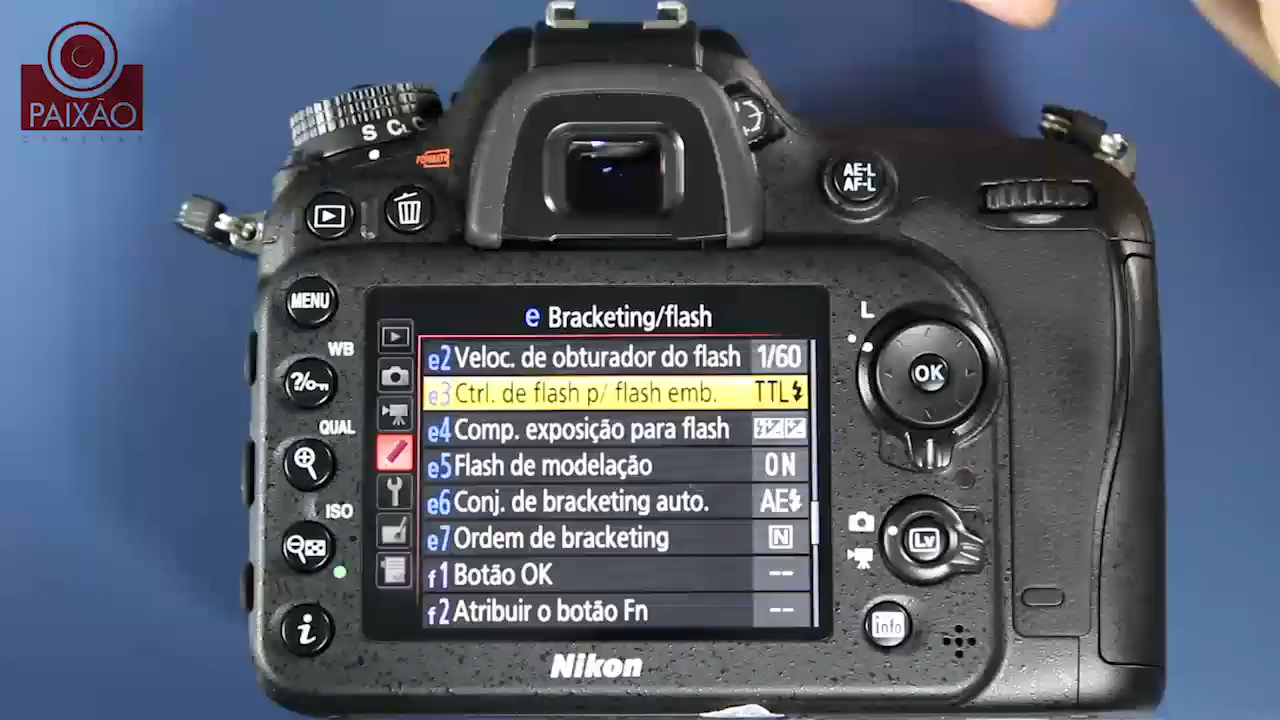 PAIXÃO
CAMERAS
S
FORMAT
AE-L
AF-L
MENU
WB
QUAL
ISO
L
OK
Lv
info
i
e Bracketing/flash
e2 Veloc. de obturador do flash 1/60
e3 Ctrl. de flash p/ flash emb. TTL
e4 Comp. exposição para flash
e5 Flash de modelação ON
e6 Conj. de bracketing auto. AE
e7 Ordem de bracketing N
f1 Botão OK --
f2 Atribuir o botão Fn --
Nikon